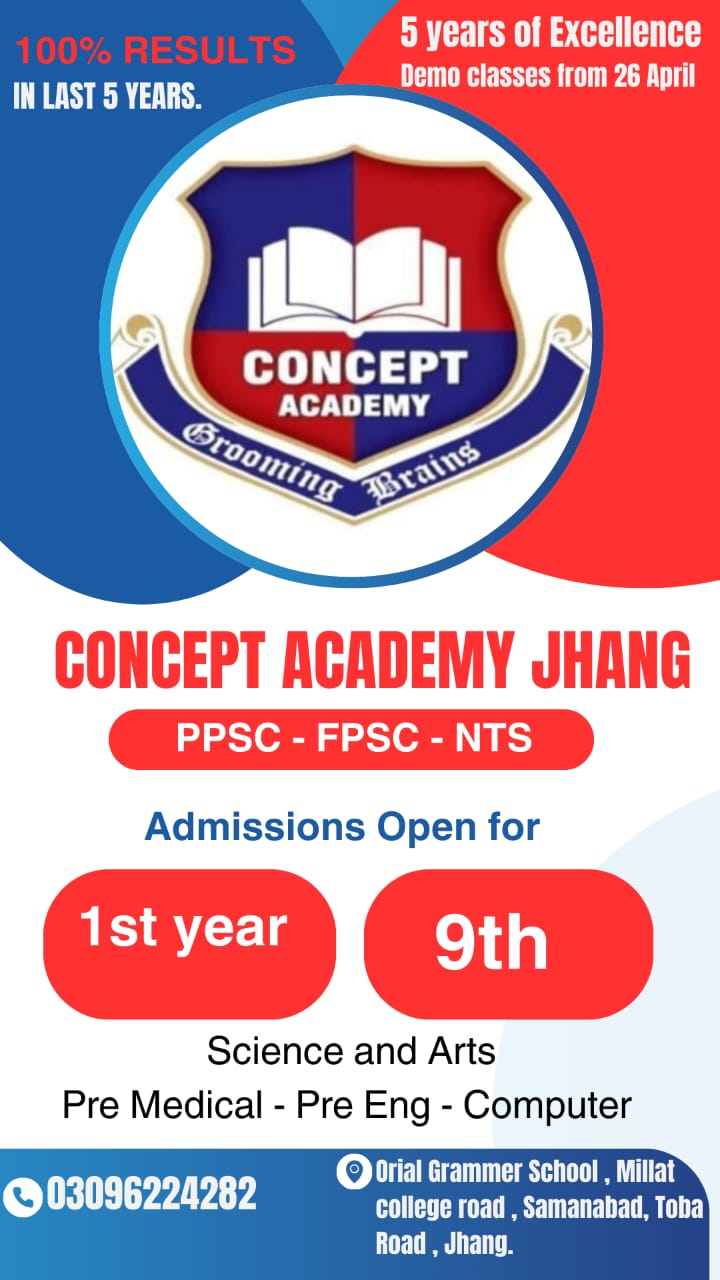 100% RESULTS
IN LAST 5 YEARS.
5 years of Excellence
Demo classes from 26 April
CONCEPT
ACADEMY
Grooming Brains
CONCEPT ACADEMY JHANG
PPSC - FPSC - NTS
Admissions Open for
1st year
9th
Science and Arts
Pre Medical - Pre Eng - Computer
03096224282
Orial Grammer School , Millat
college road , Samanabad, Toba
Road , Jhang.